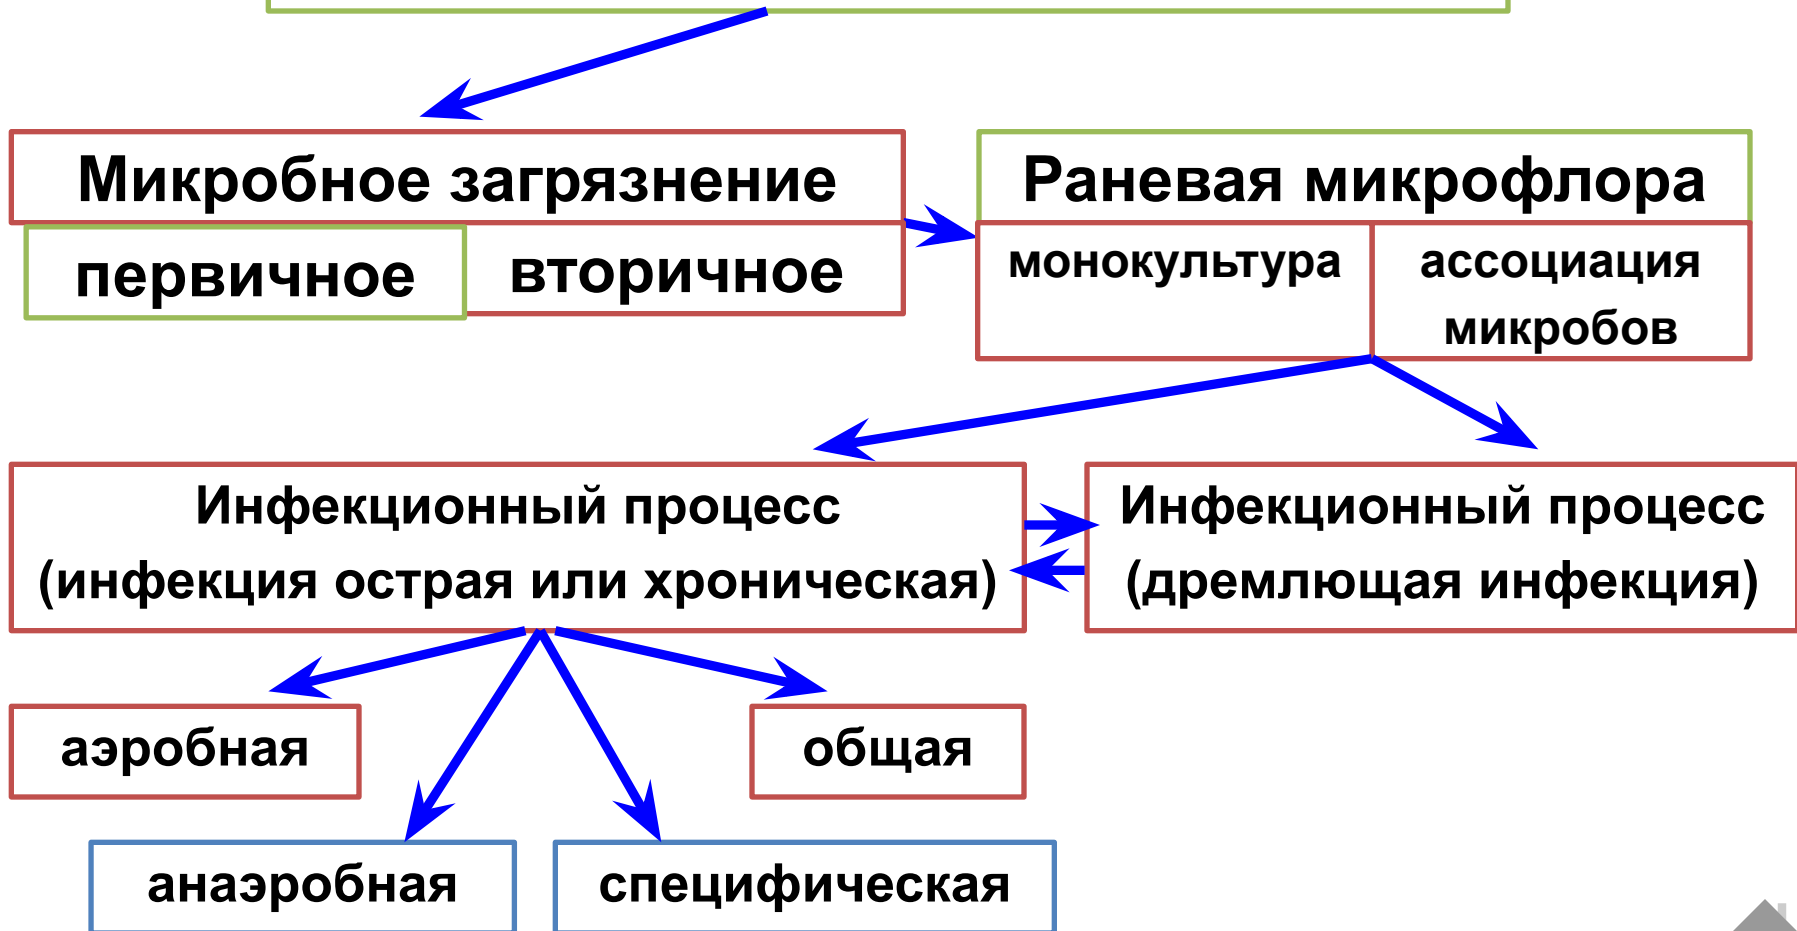 Микробное загрязнение
первичное
вторичное
Раневая микрофлора
монокультура
ассоциация
микробов
Инфекционный процесс
(инфекция острая или хроническая)
Инфекционный процесс
(дремлющая инфекция)
аэробная
общая
анаэробная
специфическая